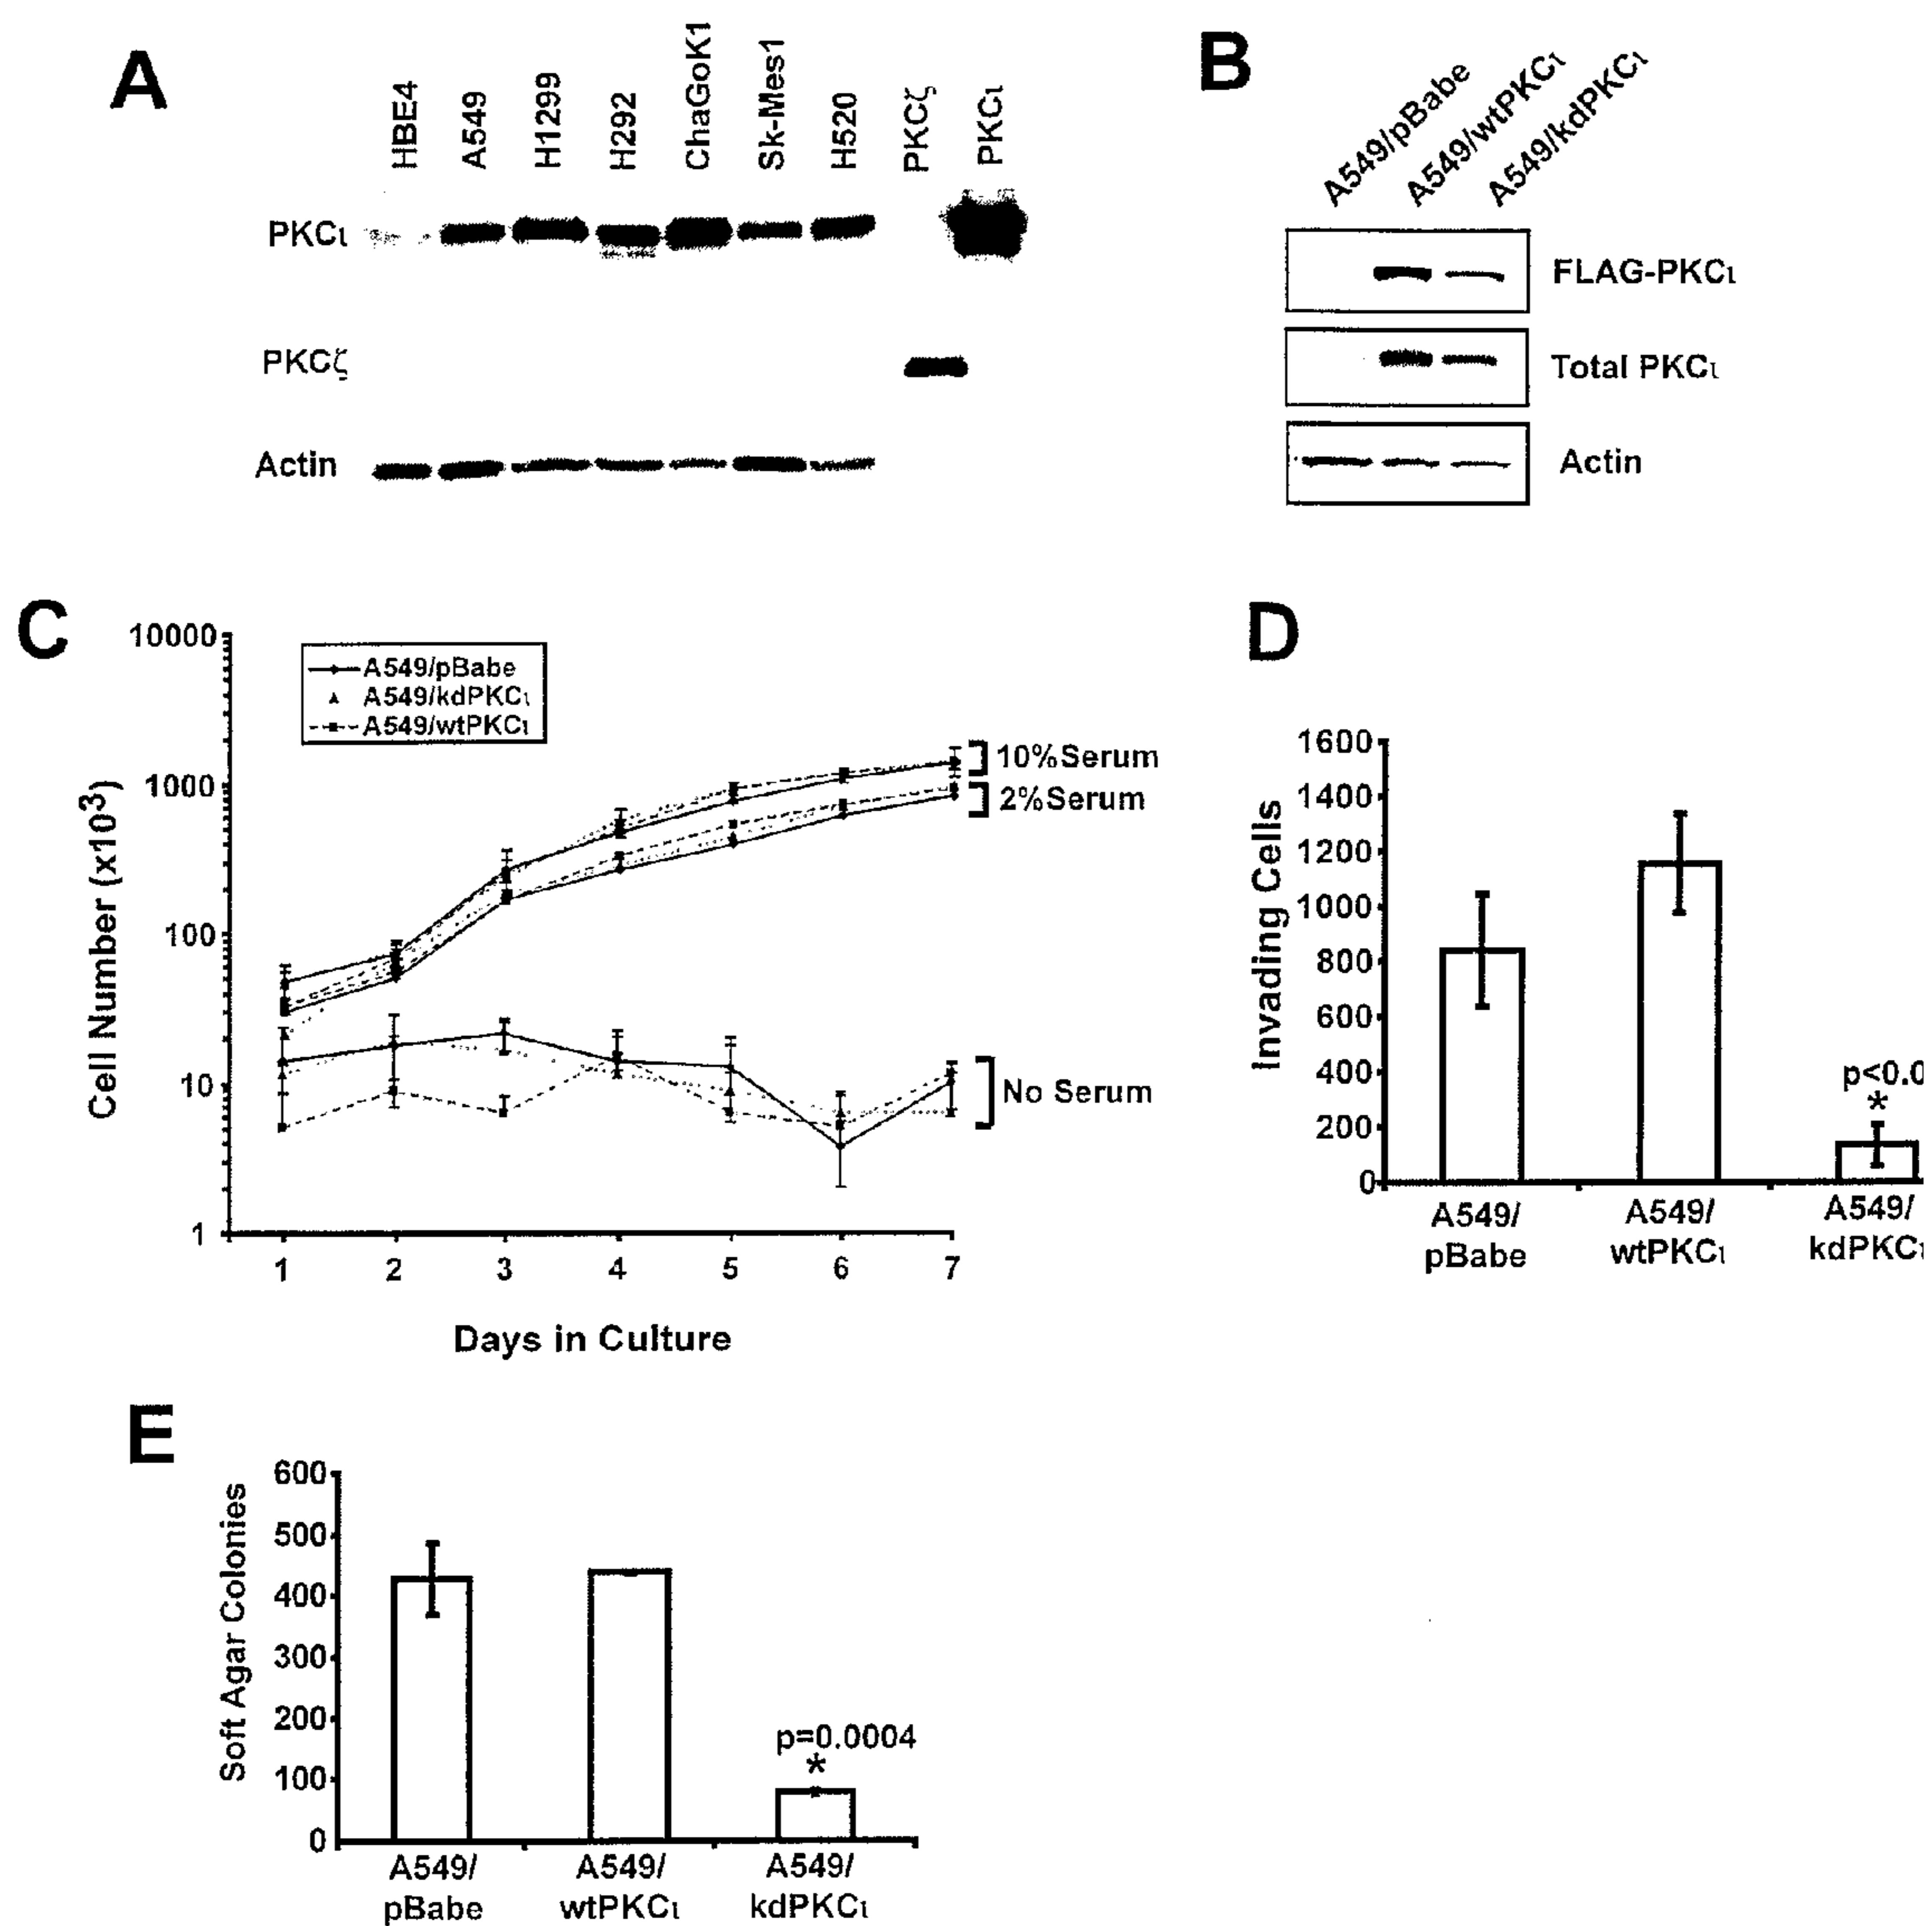 A
HBE4
A549
H1299
H292
ChaGoK1
Sk-Mes1
H520
PKCζ
PKCι
PKCι
PKCζ
Actin
B
A549/pBabe
A549/wtPKCι
A549/kdPKCι
FLAG-PKCι
Total PKCι
Actin
C
Cell Number (x10³)
10000
1000
100
10
1
A549/pBabe
A549/kdPKCι
A549/wtPKCι
10%Serum
2%Serum
No Serum
1 2 3 4 5 6 7
Days in Culture
D
Invading Cells
1600
1400
1200
1000
800
600
400
200
0
p<0.0
*
A549/ A549/ A549/
pBabe wtPKCι kdPKCι
E
Soft Agar Colonies
600
500
400
300
200
100
0
p=0.0004
*
A549/ A549/ A549/
pBabe wtPKCι kdPKCι